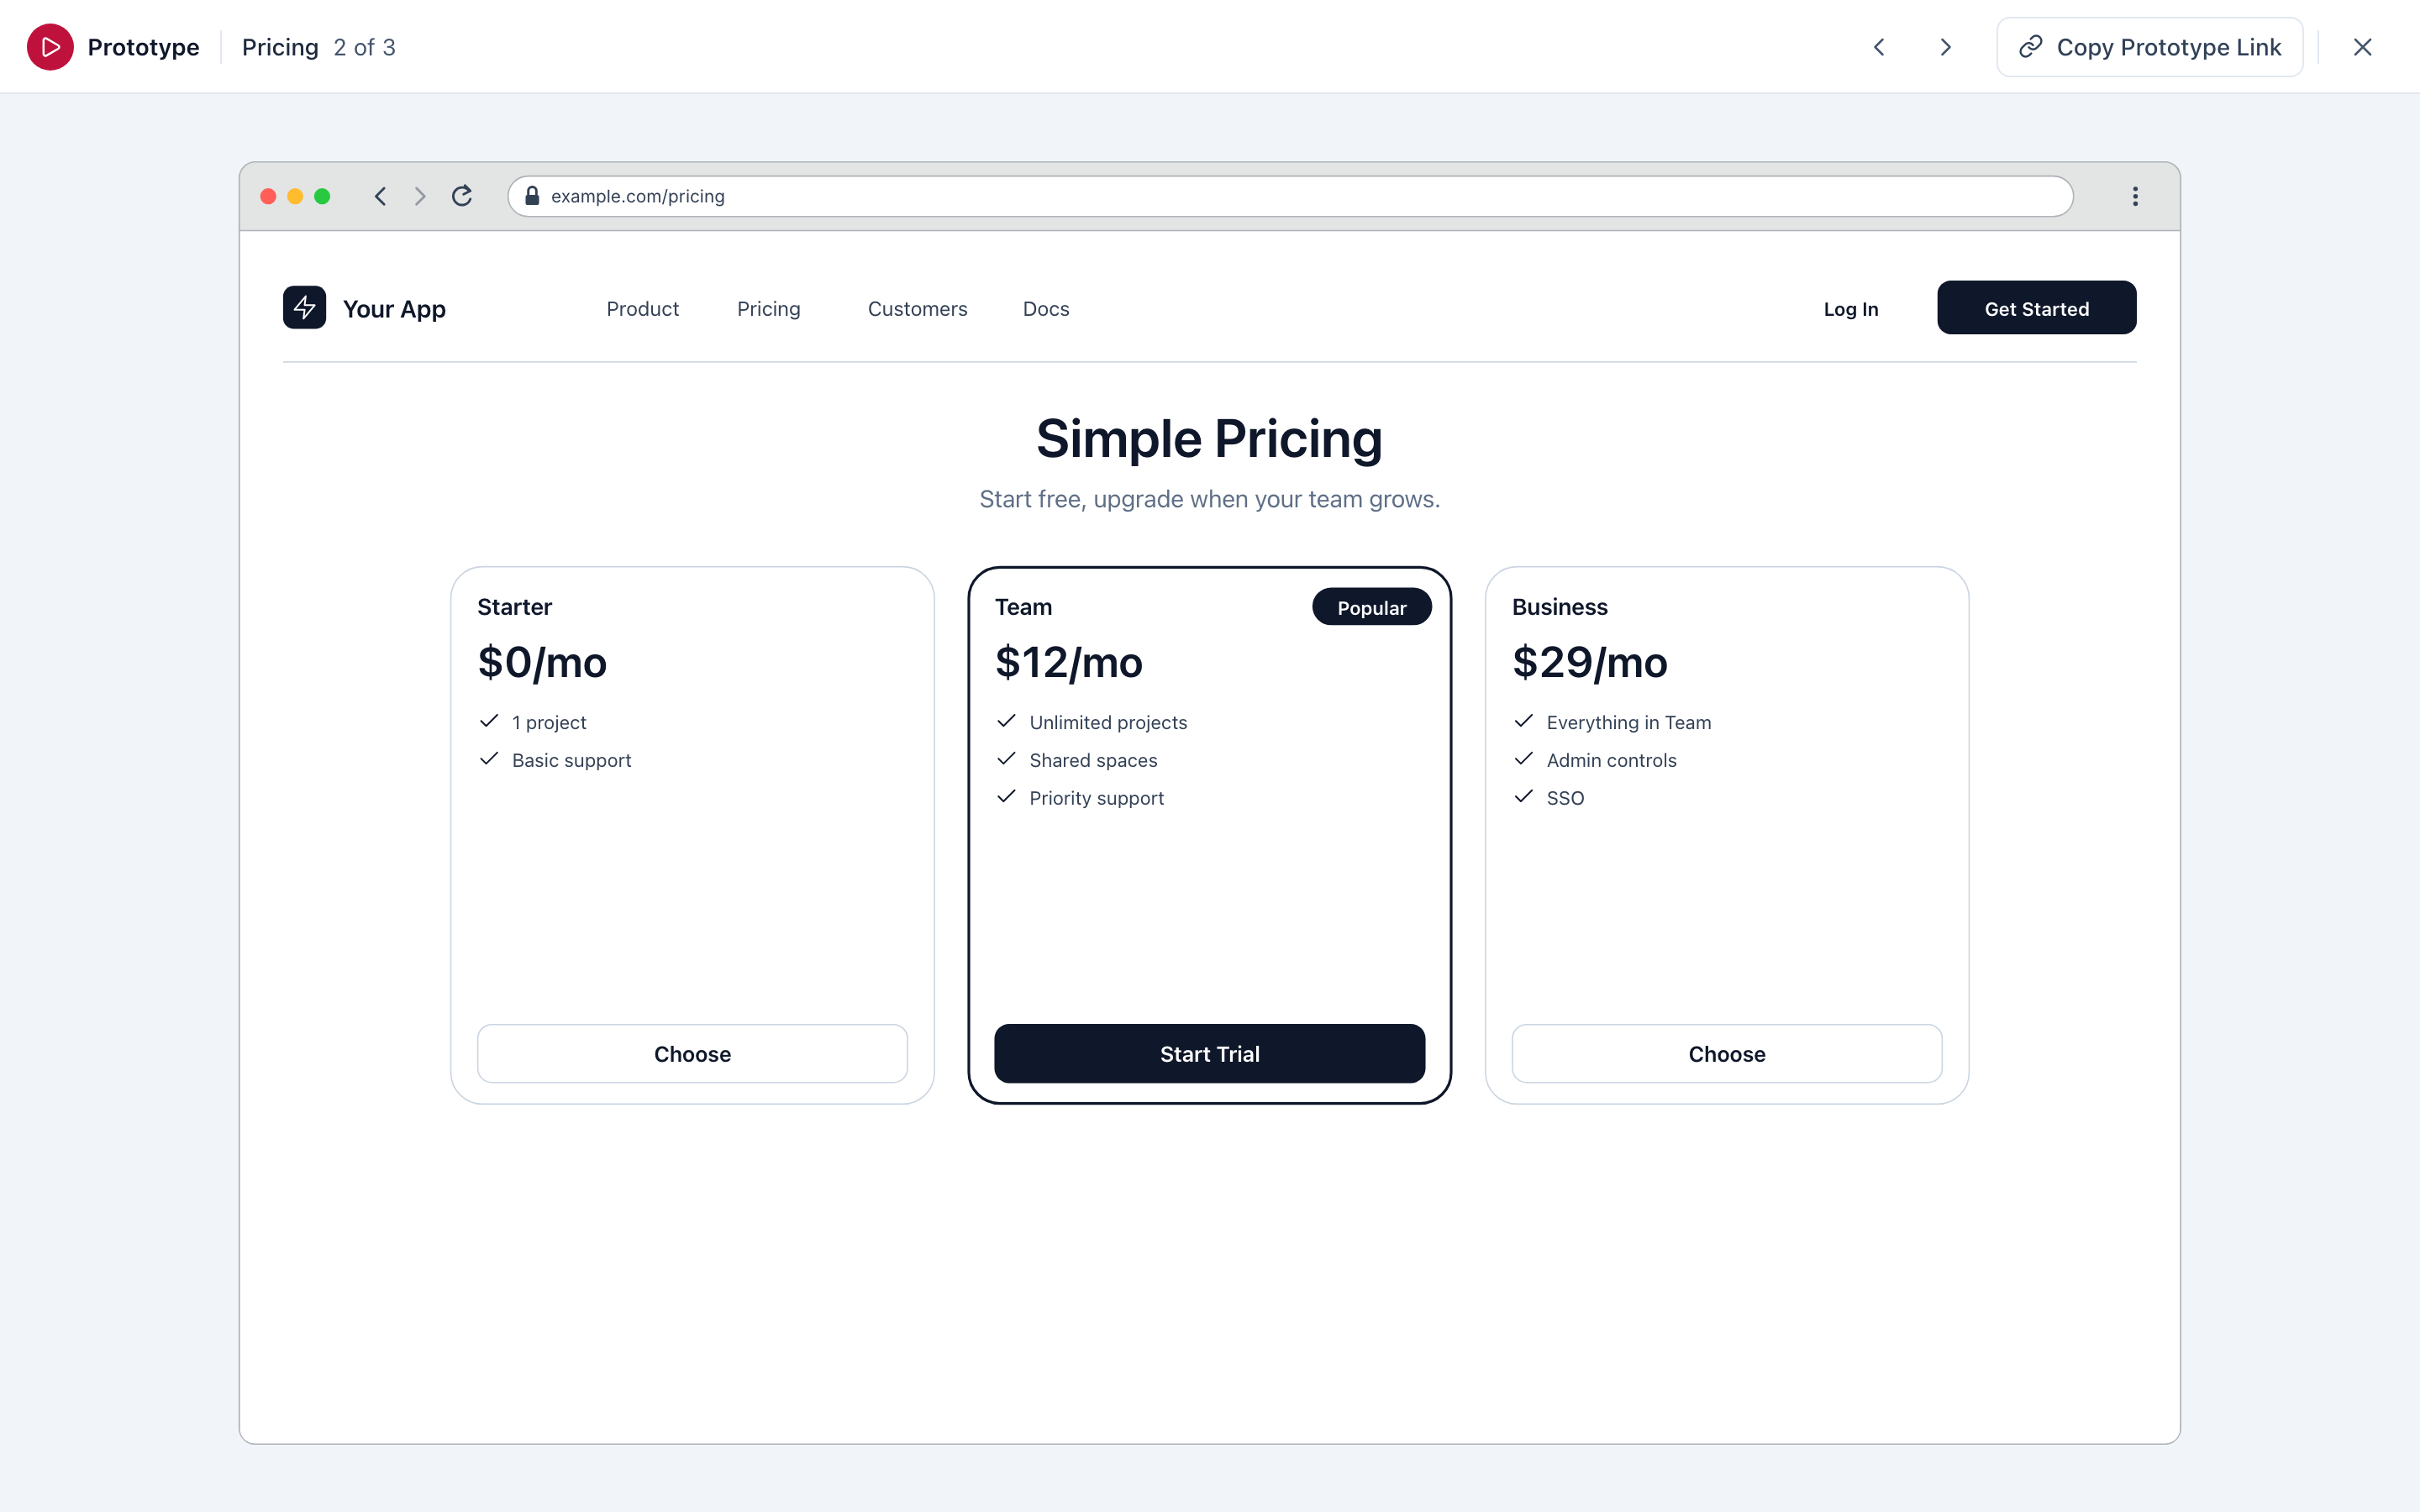 Prototype Pricing 2 of 3 Copy Prototype Link
example.com/pricing
Your App Product Pricing Customers Docs Log In Get Started
Simple Pricing
Start free, upgrade when your team grows.
Starter
$0/mo
1 project
Basic support
Choose
Team Popular
$12/mo
Unlimited projects
Shared spaces
Priority support
Start Trial
Business
$29/mo
Everything in Team
Admin controls
SSO
Choose